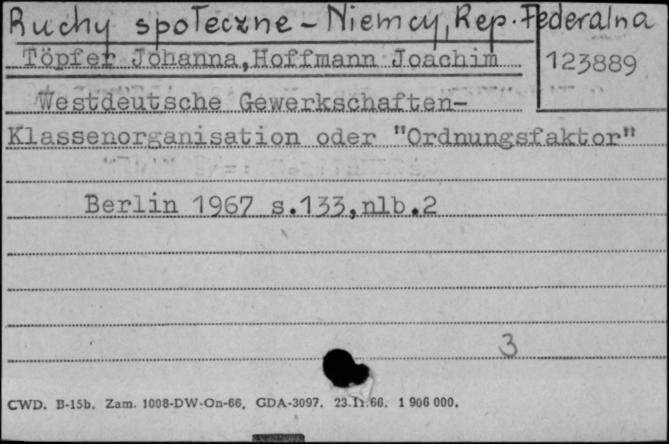 Ruchy społeczne - Niemcy, Rep. Federalna
Töpfer Johanna, Hoffmann Joachim
123889
Westdeutsche Gewerkschaften-
Klassenorganisation oder "Ordnungsfaktor"
Berlin 1967 s.133, nlb.2
3
CWD. B-15b. Zam. 1008-DW-On-66. GDA-3097. 23.11.66. 1 906 000.